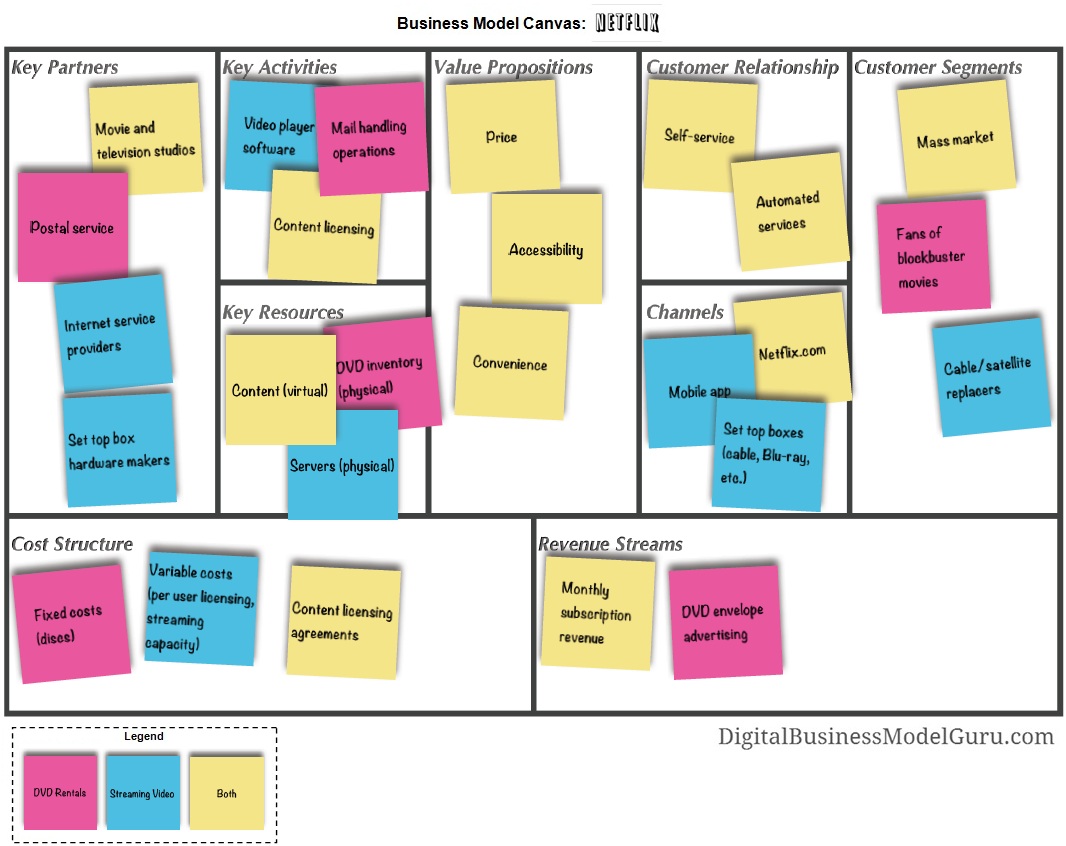 Business Model Canvas: NETFLIX
Key Partners
Movie and
television studios
Postal service
Internet service
providers
Set top box
hardware makers
Key Activities
Video player
software
Mail handling
operations
Content licensing
Key Resources
Content (virtual)
DVD inventory
(physical)
Servers (physical)
Value Propositions
Price
Accessibility
Convenience
Customer Relationship
Self-service
Automated
services
Channels
Netflix.com
Mobile app
Set top boxes
(cable, Blu-ray,
etc.)
Customer Segments
Mass market
Fans of
blockbuster
movies
Cable/satellite
replacers
Cost Structure
Fixed costs
(discs)
Variable costs
(per user licensing,
streaming
capacity)
Content licensing
agreements
Revenue Streams
Monthly
subscription
revenue
DVD envelope
advertising
Legend
DVD Rentals
Streaming Video
Both
DigitalBusinessModelGuru.com